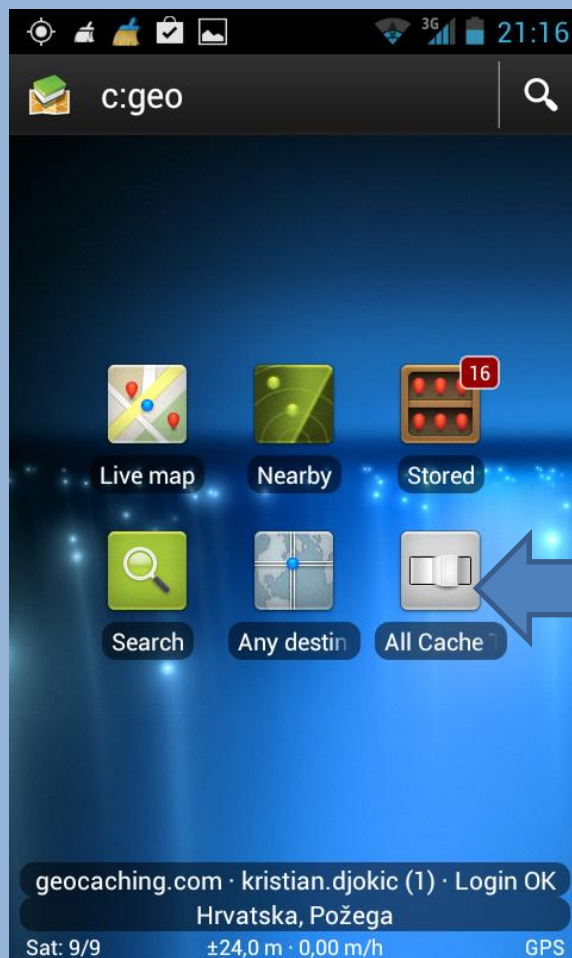 3G 21:16
c:geo
16
Live map Nearby Stored
Search Any destin All Cache
geocaching.com · kristian.djokic (1) · Login OK
Hrvatska, Požega
Sat: 9/9 ±24,0 m · 0,00 m/h GPS